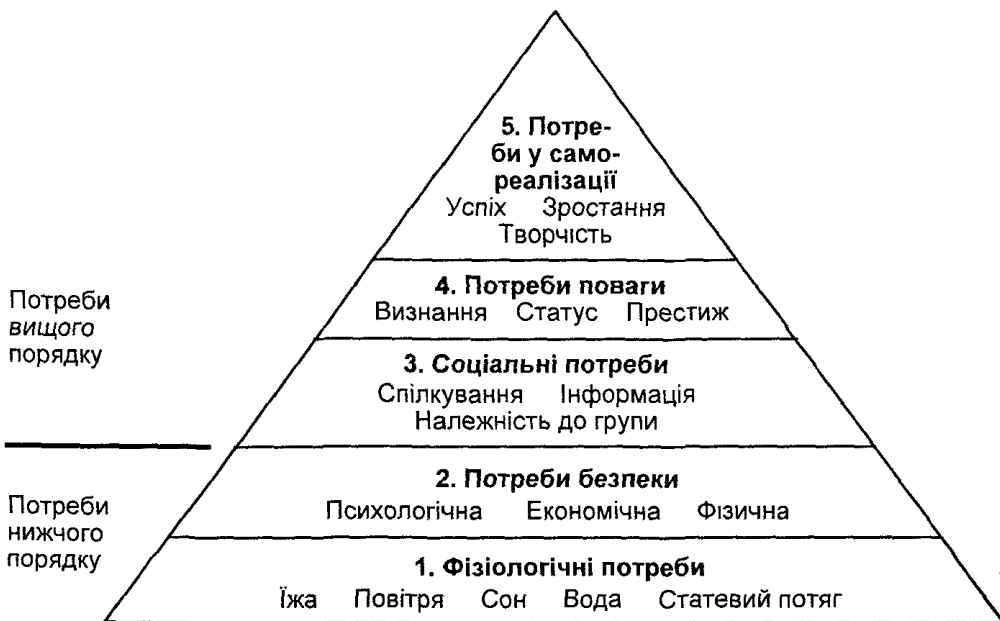 5. Потре-
би у само-
реалізації
Успіх Зростання
Творчість
4. Потреби поваги
Визнання Статус Престиж
3. Соціальні потреби
Спілкування Інформація
Належність до групи
2. Потреби безпеки
Психологічна Економічна Фізична
1. Фізіологічні потреби
Їжа Повітря Сон Вода Статевий потяг
Потреби
вищого
порядку
Потреби
нижчого
порядку